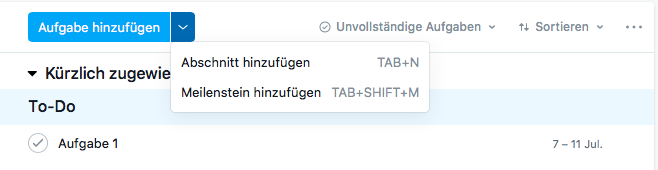 Aufgabe hinzufügen
Unvollständige Aufgaben
Sortieren
Abschnitt hinzufügen TAB+N
Meilenstein hinzufügen TAB+SHIFT+M
Kürzlich zugewie
To-Do
Aufgabe 1
7 – 11 Jul.